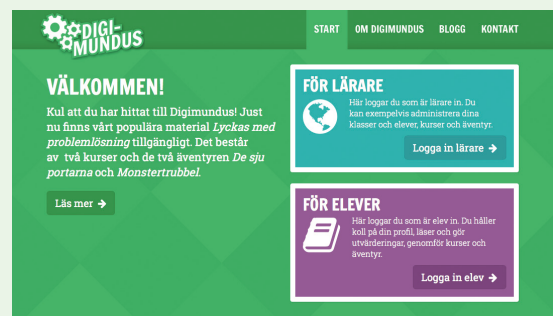 DIGI-
MUNDUS
START OM DIGIMUNDUS BLOGG KONTAKT
VÄLKOMMEN!
Kul att du har hittat till Digimundus! Just
nu finns vårt populära material Lyckas med
problemlösning tillgängligt. Det består
av två kurser och de två äventyren De sju
portarna och Monstertrubbel.
Läs mer →
FÖR LÄRARE
Här loggar du som är lärare in. Du
kan exempelvis administrera dina
klasser och elever, kurser och äventyr.
Logga in lärare →
FÖR ELEVER
Här loggar du som är elev in. Du håller
koll på din profil, läser och gör
utvärderingar, genomför kurser och
äventyr.
Logga in elev →